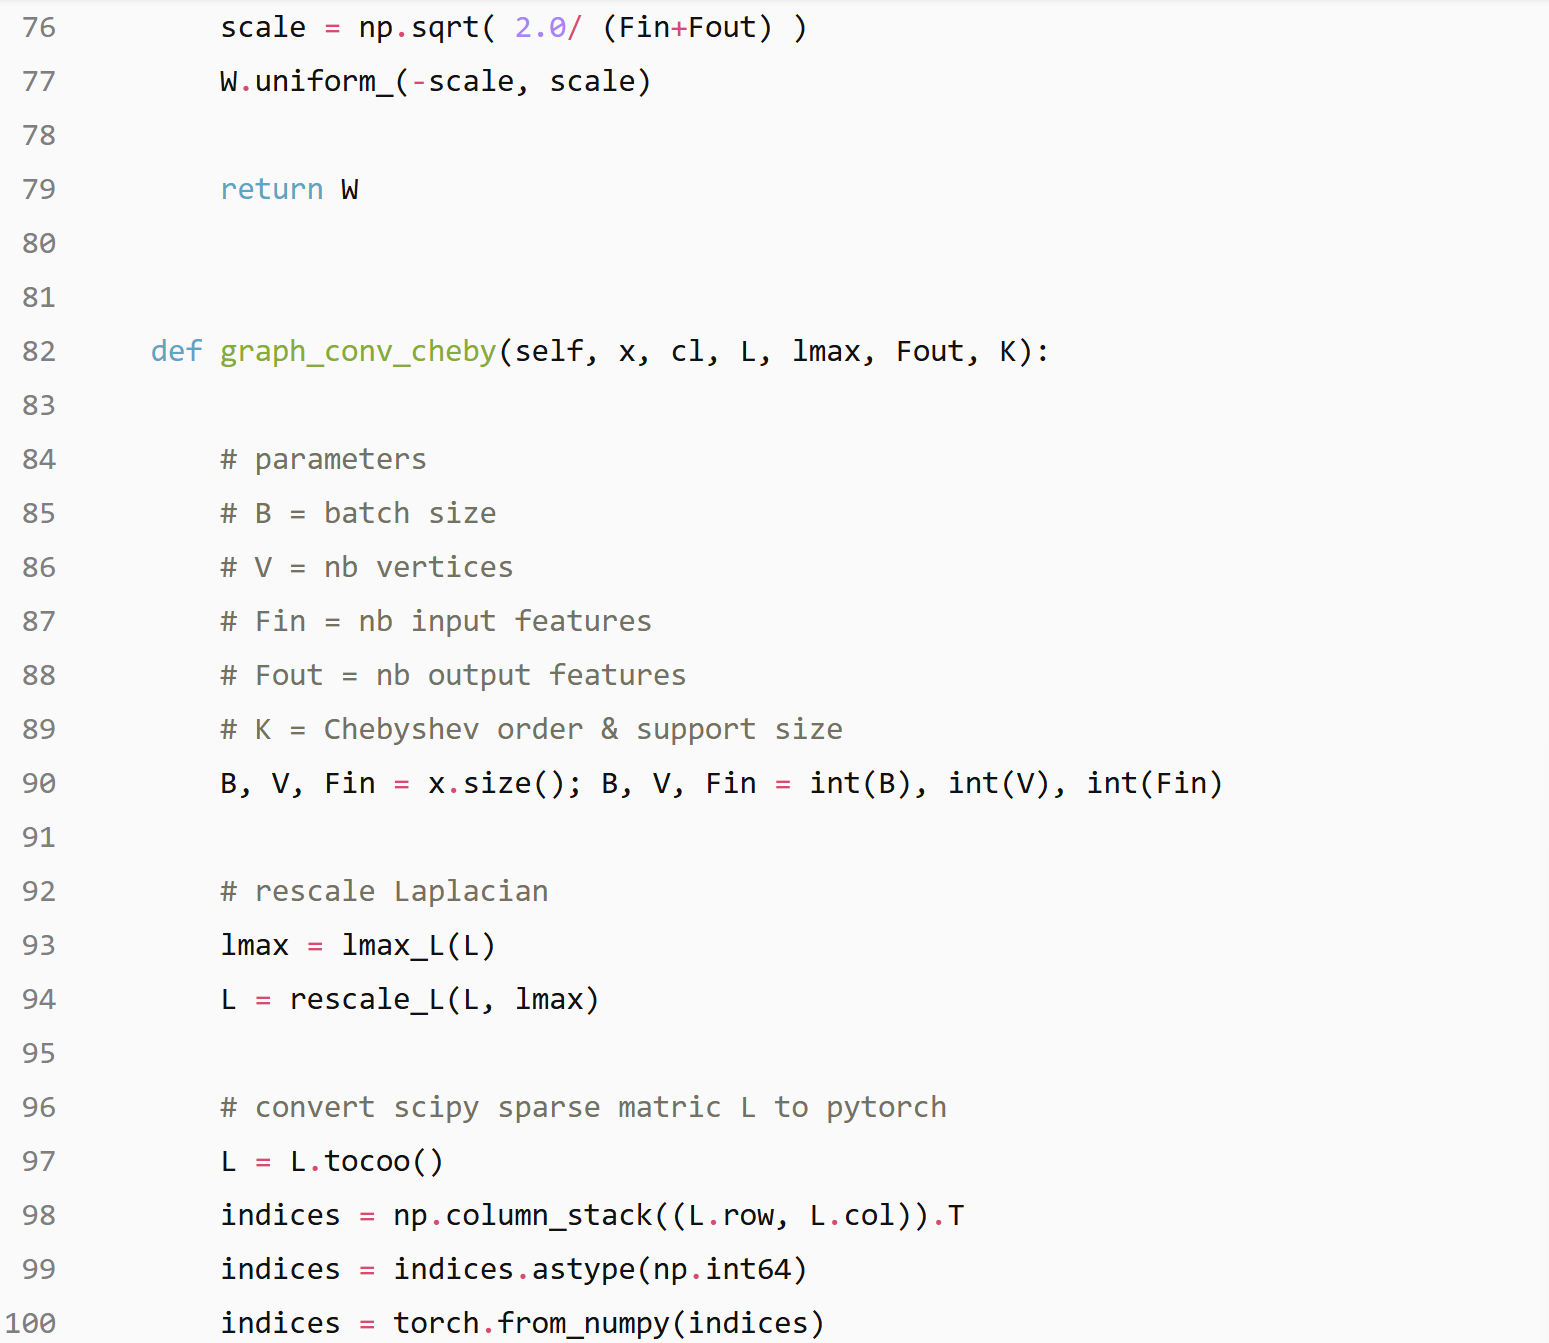 76 scale = np.sqrt( 2.0/ (Fin+Fout) )
77 W.uniform_(-scale, scale)
78
79 return W
80
81
82 def graph_conv_cheby(self, x, cl, L, lmax, Fout, K):
83
84 # parameters
85 # B = batch size
86 # V = nb vertices
87 # Fin = nb input features
88 # Fout = nb output features
89 # K = Chebyshev order & support size
90 B, V, Fin = x.size(); B, V, Fin = int(B), int(V), int(Fin)
91
92 # rescale Laplacian
93 lmax = lmax_L(L)
94 L = rescale_L(L, lmax)
95
96 # convert scipy sparse matric L to pytorch
97 L = L.tocoo()
98 indices = np.column_stack((L.row, L.col)).T
99 indices = indices.astype(np.int64)
100 indices = torch.from_numpy(indices)